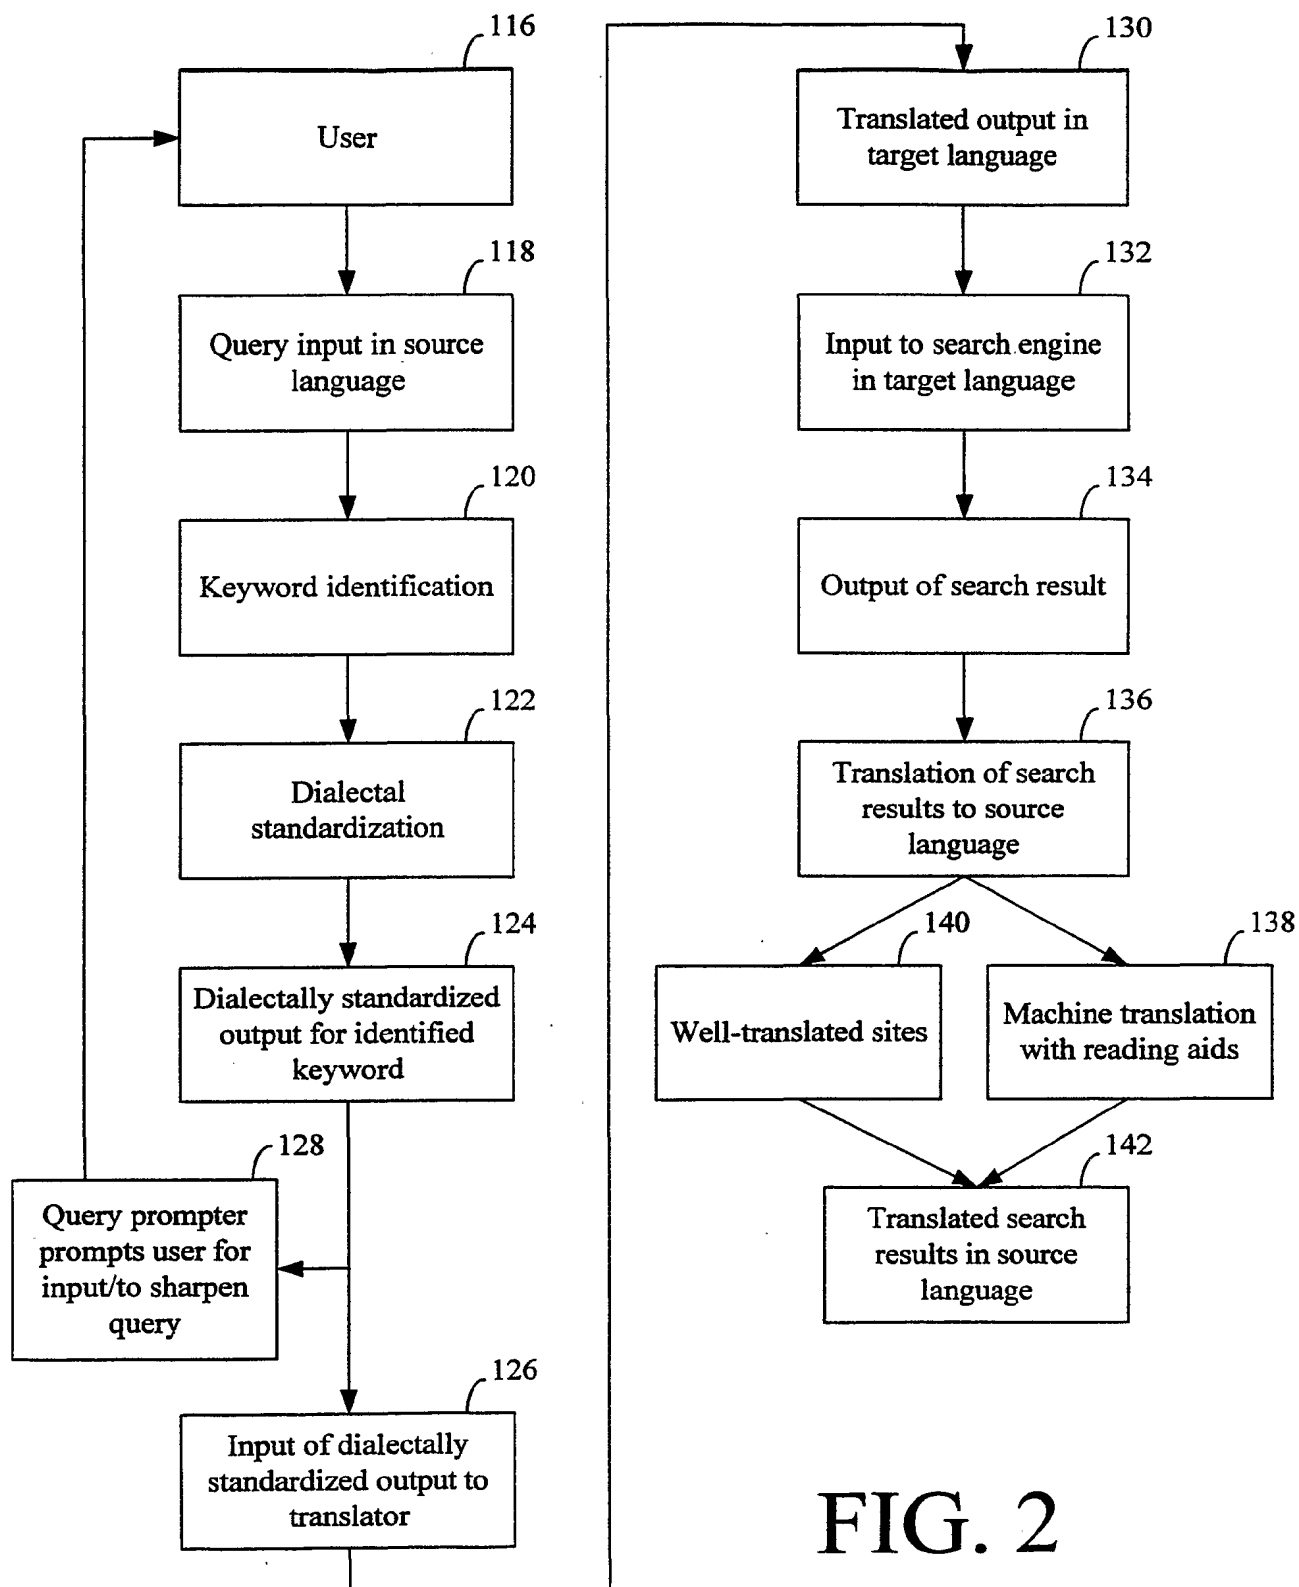 116
User
118
Query input in source
language
120
Keyword identification
122
Dialectal
standardization
124
Dialectally standardized
output for identified
keyword
128
Query prompter
prompts user for
input/to sharpen
query
126
Input of dialectally
standardized output to
translator
130
Translated output in
target language
132
Input to search engine
in target language
134
Output of search result
136
Translation of search
results to source
language
140
Well-translated sites
138
Machine translation
with reading aids
142
Translated search
results in source
language
FIG. 2